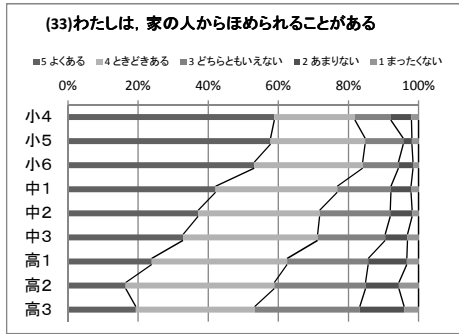 (33)わたしは，家の人からほめられることがある
■5 よくある ■4 ときどきある ■3 どちらともいえない ■2 あまりない ■1 まったくない
0% 20% 40% 60% 80% 100%
小4
小5
小6
中1
中2
中3
高1
高2
高3